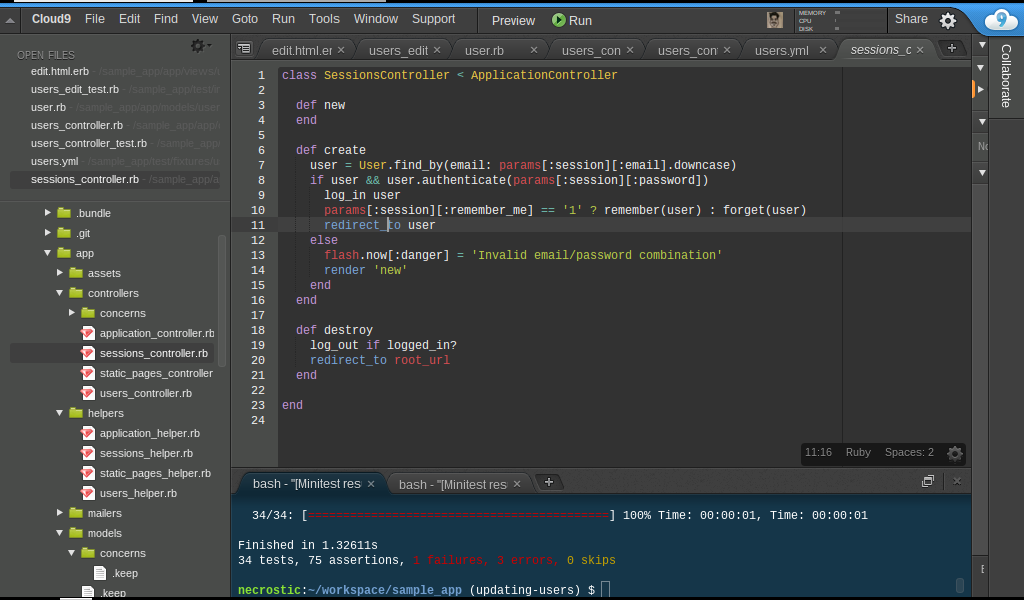 Cloud9 File Edit Find View Goto Run Tools Window Support Preview Run MEMORY CPU DISK Share
OPEN FILES
edit.html.erb - /sample_app/app/views/
users_edit_test.rb - /sample_app/test/
user.rb - /sample_app/app/models/user
users_controller.rb - /sample_app/app/
users_controller_test.rb - /sample_app/
users.yml - /sample_app/test/fixtures/u
sessions_controller.rb - /sample_app/a
.bundle
.git
app
assets
controllers
concerns
application_controller.rb
sessions_controller.rb
static_pages_controller
users_controller.rb
helpers
application_helper.rb
sessions_helper.rb
static_pages_helper.rb
users_helper.rb
mailers
models
concerns
.keep
.keep
edit.html.er × users_edit × user.rb × users_con × users_con × users.yml × sessions_c ×
1 class SessionsController < ApplicationController
2
3 def new
4 end
5
6 def create
7 user = User.find_by(email: params[:session][:email].downcase)
8 if user && user.authenticate(params[:session][:password])
9 log_in user
10 params[:session][:remember_me] == '1' ? remember(user) : forget(user)
11 redirect_to user
12 else
13 flash.now[:danger] = 'Invalid email/password combination'
14 render 'new'
15 end
16 end
17
18 def destroy
19 log_out if logged_in?
20 redirect_to root_url
21 end
22
23 end
24
11:16 Ruby Spaces: 2
Collaborate
No
bash - "[Minitest res × bash - "[Minitest res ×
34/34: [===========================================] 100% Time: 00:00:01, Time: 00:00:01
Finished in 1.32611s
34 tests, 75 assertions, 1 failures, 3 errors, 0 skips
necrostic:~/workspace/sample_app (updating-users) $